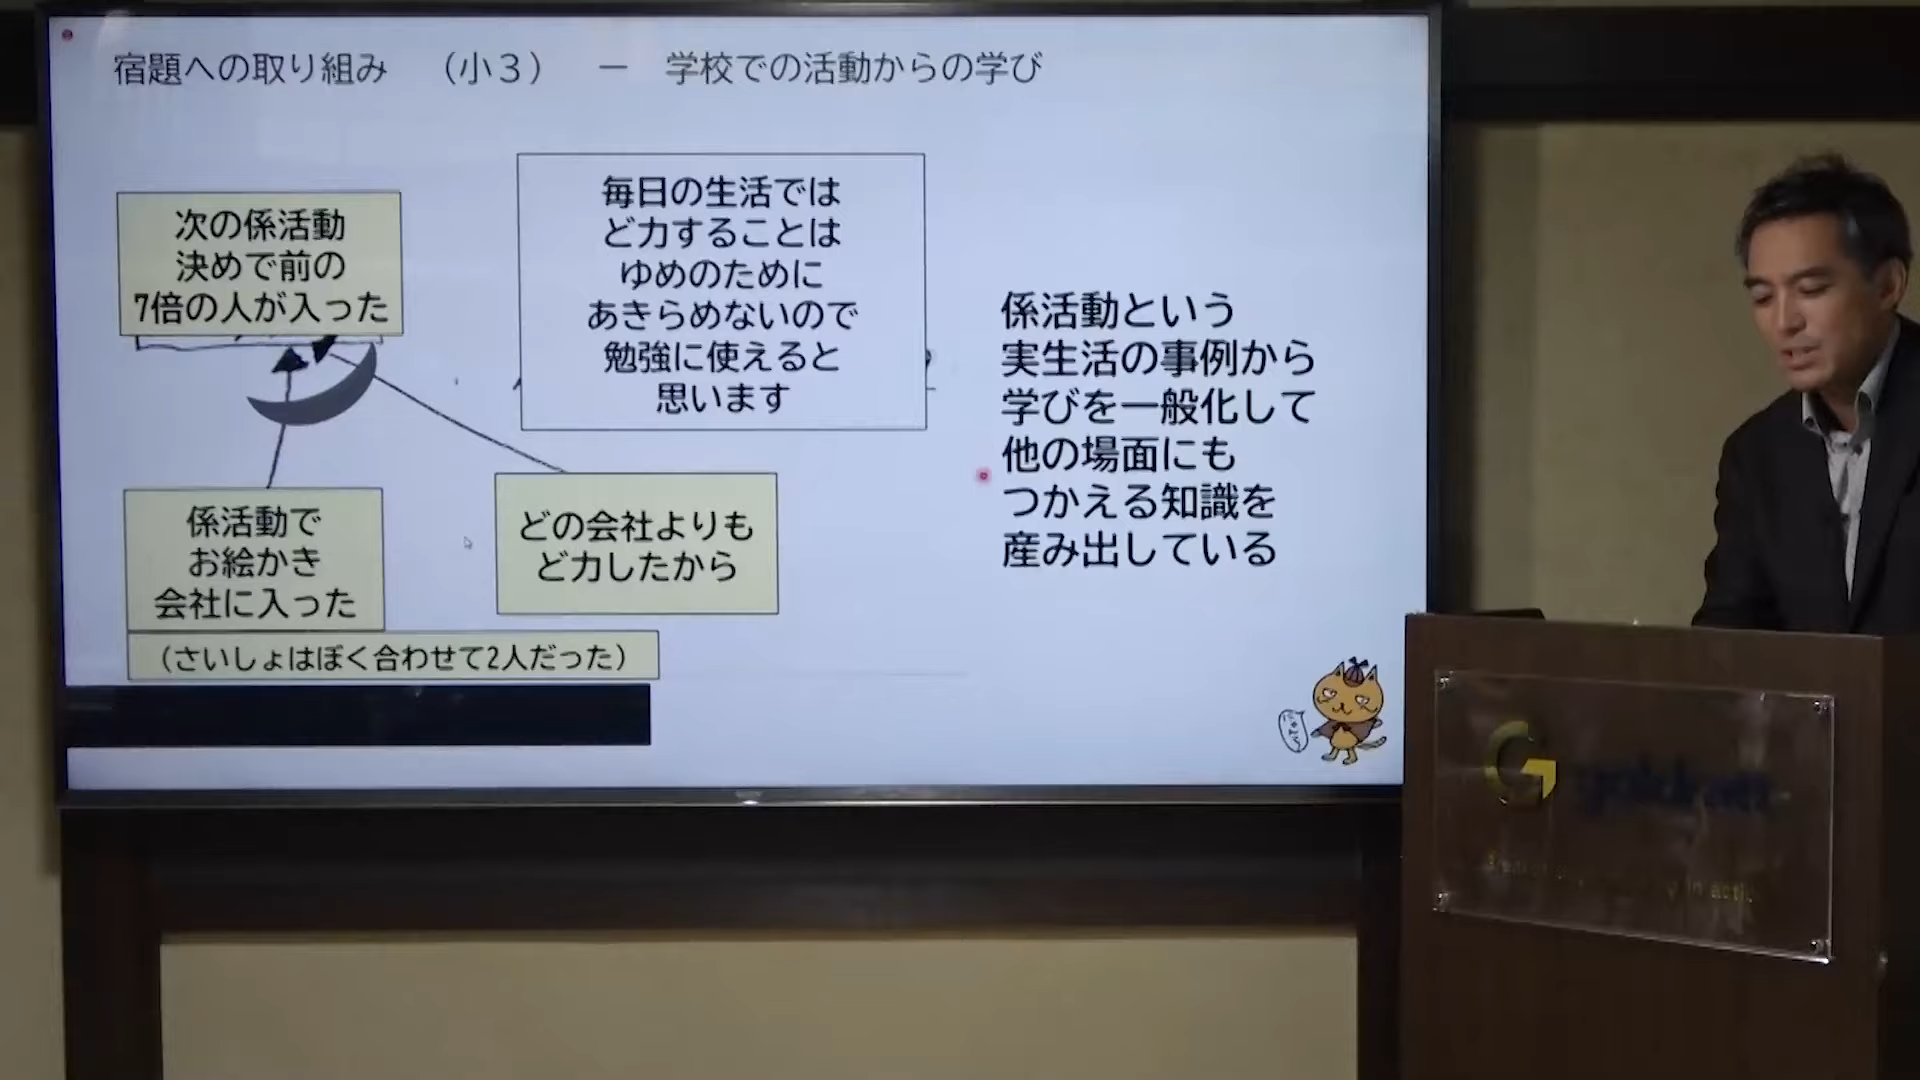 宿題への取り組み　（小３）　－　学校での活動からの学び
次の係活動
決めで前の
7倍の人が入った
毎日の生活では
ど力することは
ゆめのために
あきらめないので
勉強に使えると
思います
係活動で
お絵かき
会社に入った
（さいしょはぼく合わせて2人だった）
どの会社よりも
ど力したから
係活動という
実生活の事例から
学びを一般化して
他の場面にも
つかえる知識を
産み出している